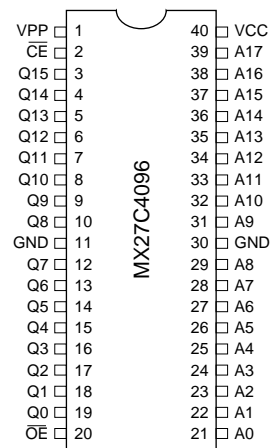 VPP 1 40 VCC
C̅E̅ 2 39 A17
Q15 3 38 A16
Q14 4 37 A15
Q13 5 36 A14
Q12 6 35 A13
Q11 7 34 A12
Q10 8 33 A11
Q9 9 32 A10
Q8 10 31 A9
GND 11 30 GND
Q7 12 29 A8
Q6 13 28 A7
Q5 14 27 A6
Q4 15 26 A5
Q3 16 25 A4
Q2 17 24 A3
Q1 18 23 A2
Q0 19 22 A1
O̅E̅ 20 21 A0
MX27C4096